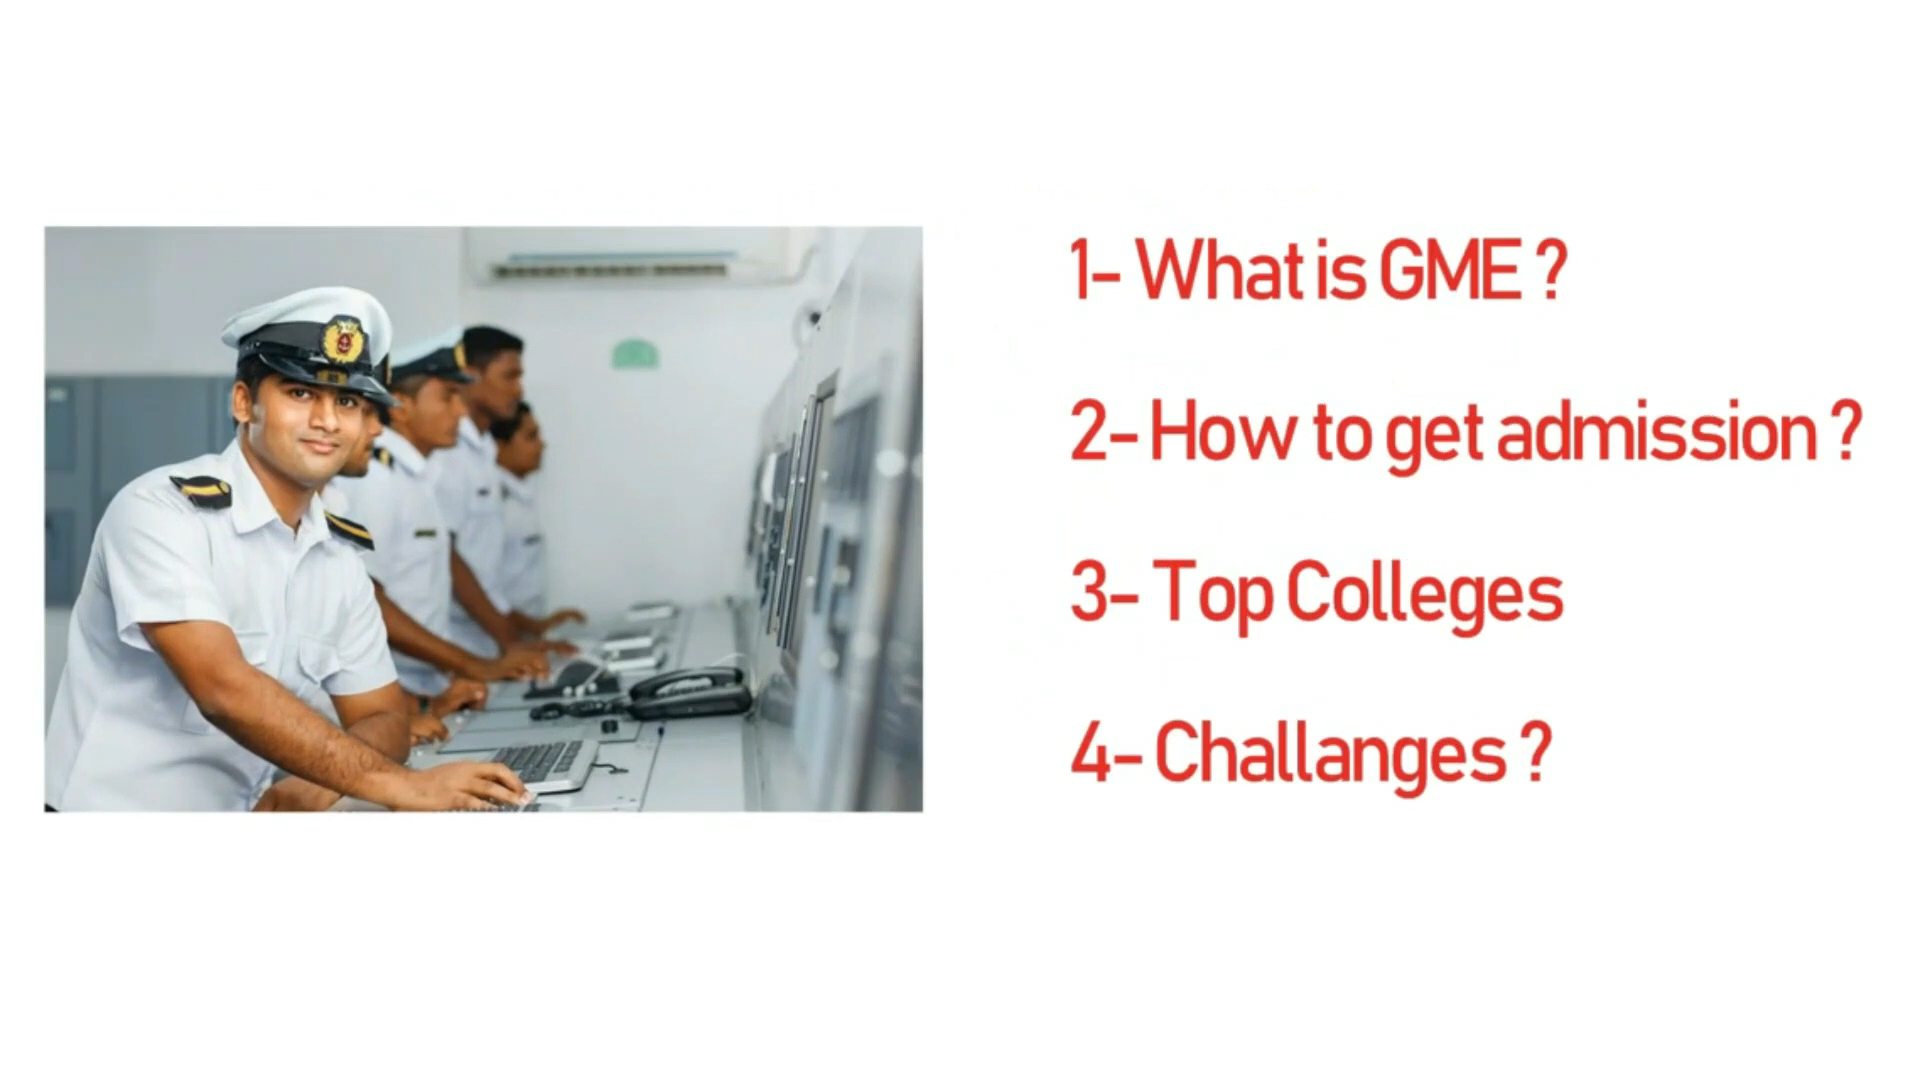 1- What is GME ?
2- How to get admission ?
3- Top Colleges
4- Challanges ?